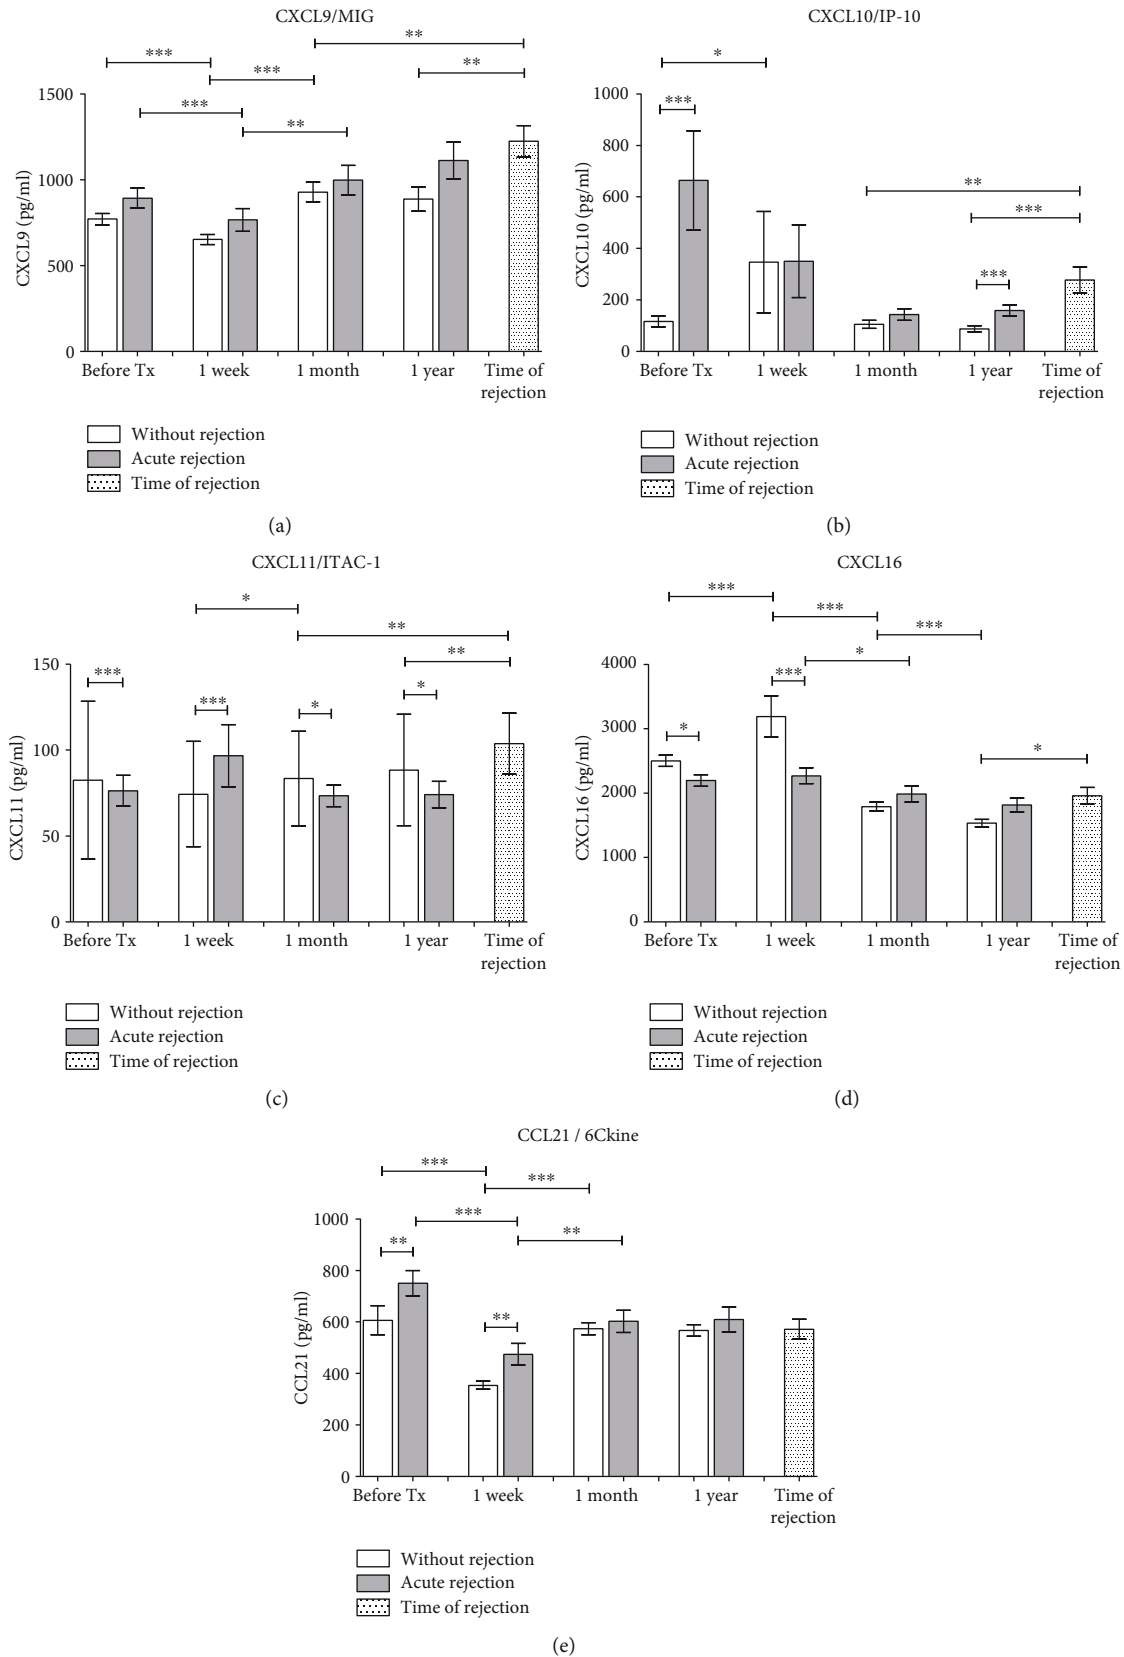 CXCL9/MIG
***
**
***
**
***
**
CXCL9 (pg/ml)
1500
1000
500
0
Before Tx
1 week
1 month
1 year
Time of
rejection
Without rejection
Acute rejection
Time of rejection
(a)
CXCL10/IP-10
*
***
**
***
***
CXCL10 (pg/ml)
1000
800
600
400
200
0
Before Tx
1 week
1 month
1 year
Time of
rejection
Without rejection
Acute rejection
Time of rejection
(b)
CXCL11/ITAC-1
*
**
**
***
***
*
*
CXCL11 (pg/ml)
150
100
50
0
Before Tx
1 week
1 month
1 year
Time of
rejection
Without rejection
Acute rejection
Time of rejection
(c)
CXCL16
***
***
***
*
***
*
*
CXCL16 (pg/ml)
4000
3000
2000
1000
0
Before Tx
1 week
1 month
1 year
Time of
rejection
Without rejection
Acute rejection
Time of rejection
(d)
CCL21 / 6Ckine
***
***
***
**
**
**
CCL21 (pg/ml)
1000
800
600
400
200
0
Before Tx
1 week
1 month
1 year
Time of
rejection
Without rejection
Acute rejection
Time of rejection
(e)